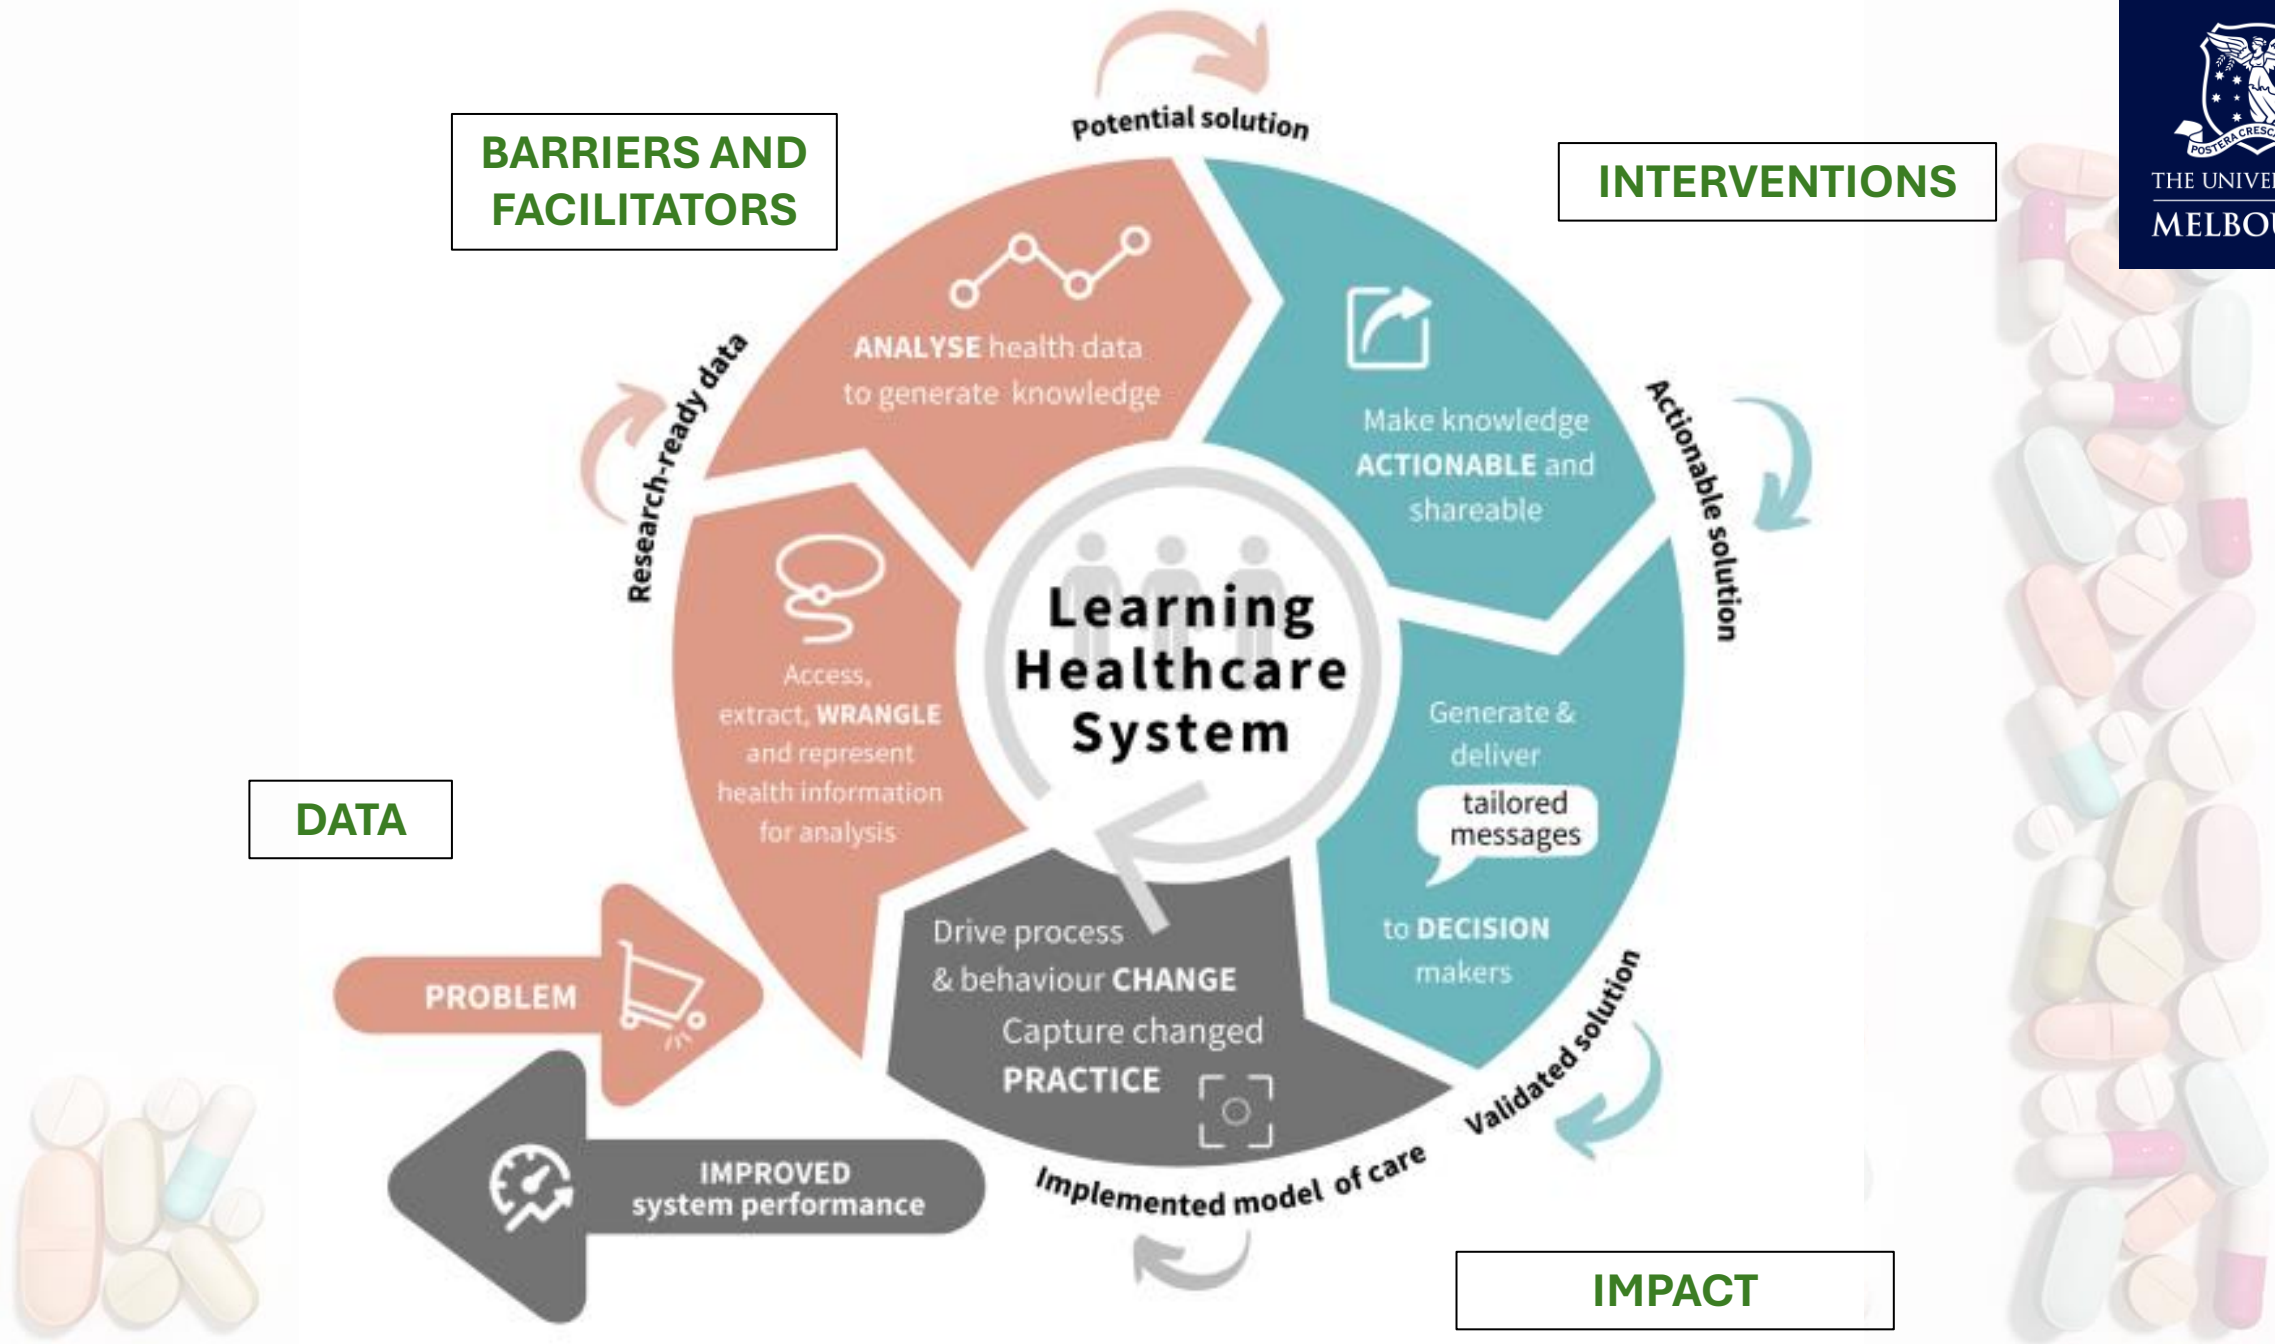 BARRIERS AND
FACILITATORS
Potential solution
INTERVENTIONS
MELBOU
THE UNIVE
ANALYSE health data
to generate knowledge
Research-ready data
Make knowledge
ACTIONABLE and
shareable
Actionable solution
Access,
extract, WRANGLE
and represent
health information
for analysis
Learning
Healthcare
System
Generate &
deliver
tailored
messages
to DECISION
makers
DATA
PROBLEM
Drive process
& behaviour CHANGE
Capture changed
PRACTICE
Validated solution
IMPROVED
system performance
Implemented model of care
IMPACT